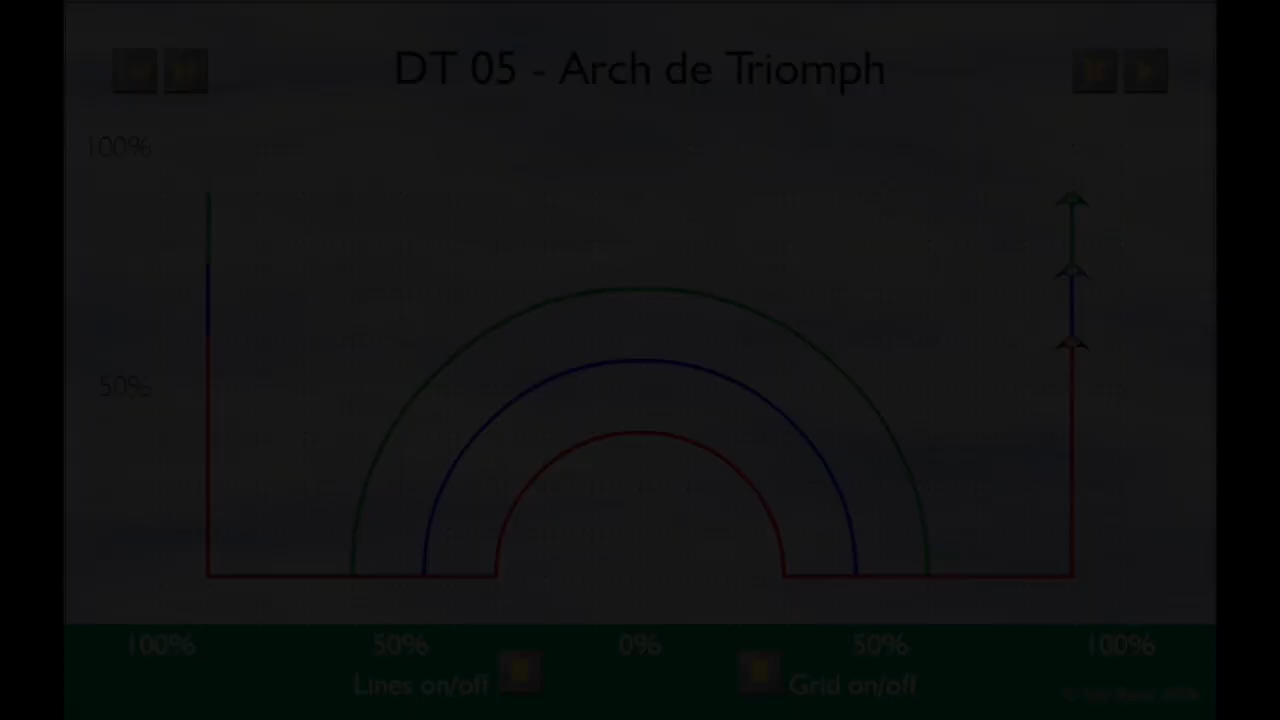 DT 05 - Arch de Triomph
100%
50%
100% 50% 0% 50% 100%
Lines on/off Grid on/off